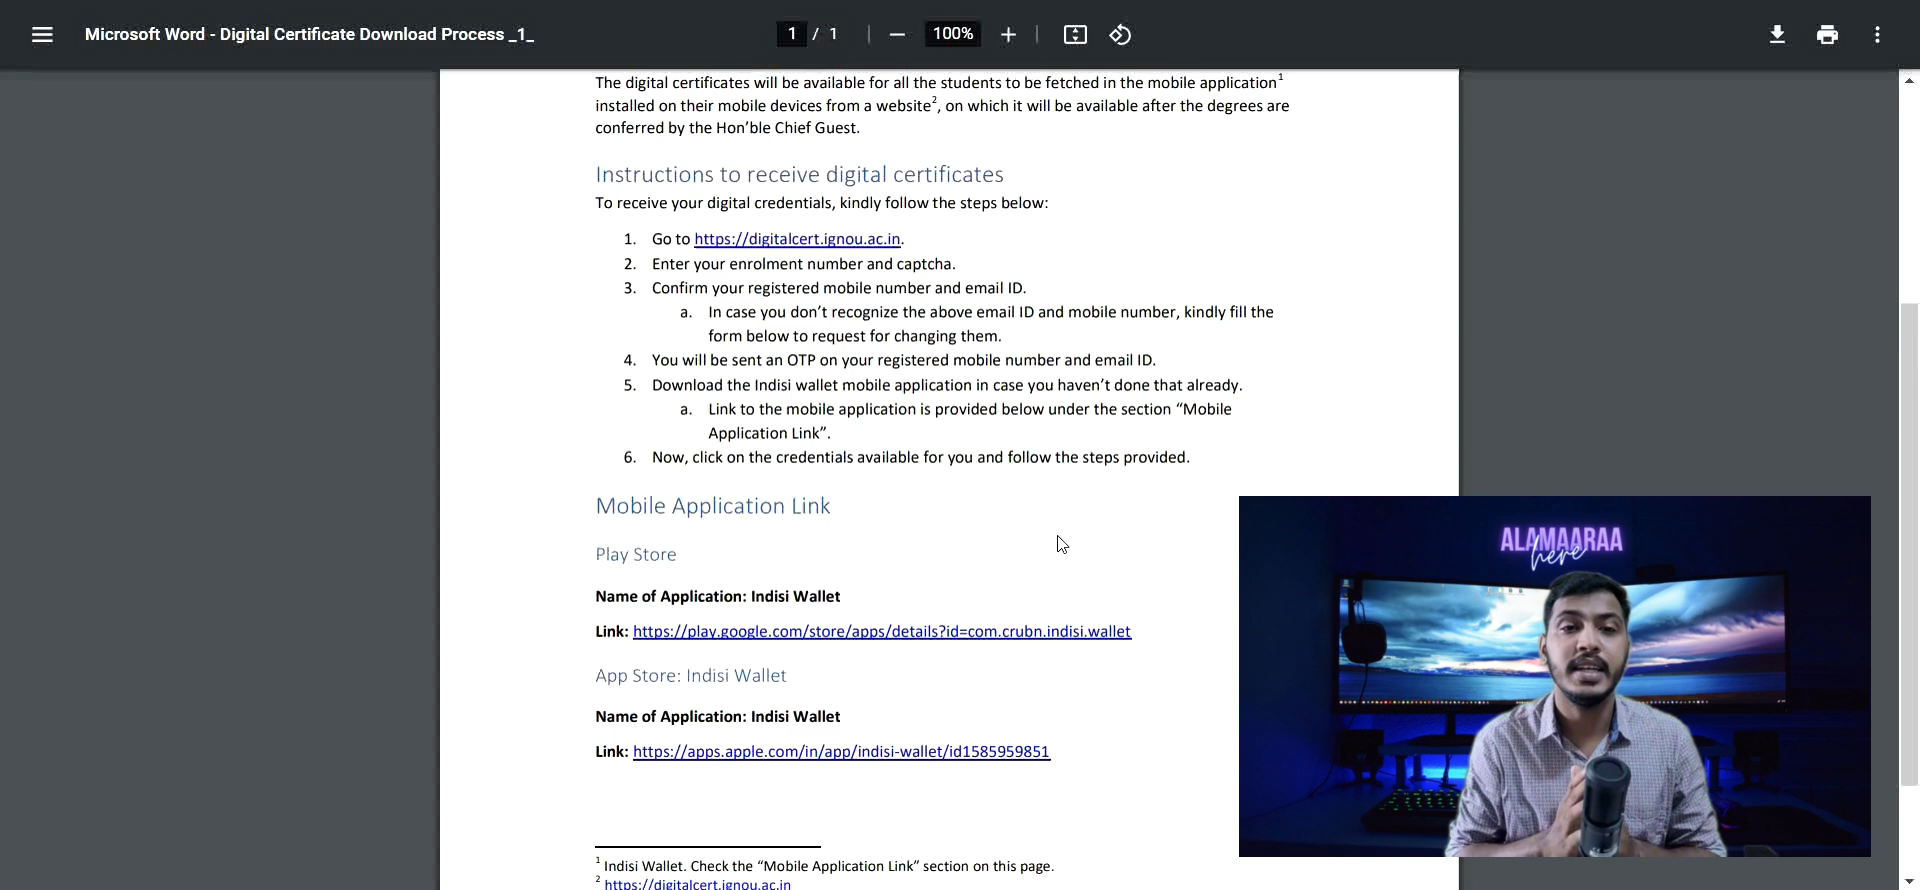 Microsoft Word - Digital Certificate Download Process _1_
1 / 1
100%
The digital certificates will be available for all the students to be fetched in the mobile application1
installed on their mobile devices from a website2, on which it will be available after the degrees are
conferred by the Hon’ble Chief Guest.
Instructions to receive digital certificates
To receive your digital credentials, kindly follow the steps below:
1. Go to https://digitalcert.ignou.ac.in.
2. Enter your enrolment number and captcha.
3. Confirm your registered mobile number and email ID.
a. In case you don’t recognize the above email ID and mobile number, kindly fill the
form below to request for changing them.
4. You will be sent an OTP on your registered mobile number and email ID.
5. Download the Indisi wallet mobile application in case you haven’t done that already.
a. Link to the mobile application is provided below under the section “Mobile
Application Link”.
6. Now, click on the credentials available for you and follow the steps provided.
Mobile Application Link
Play Store
Name of Application: Indisi Wallet
Link: https://play.google.com/store/apps/details?id=com.crubn.indisi.wallet
App Store: Indisi Wallet
Name of Application: Indisi Wallet
Link: https://apps.apple.com/in/app/indisi-wallet/id1585959851
1 Indisi Wallet. Check the “Mobile Application Link” section on this page.
2 https://digitalcert.ignou.ac.in
ALAMAARAA
here